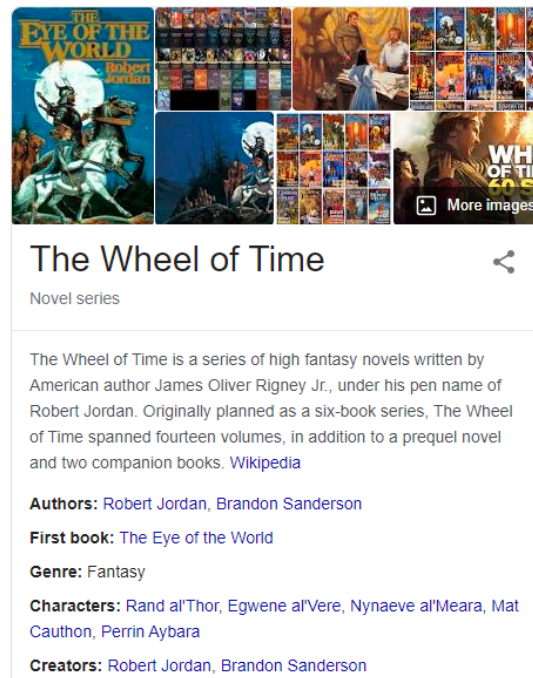 THE
EYE OF THE
WORLD
Robert
Jordan
WH
OF TI
60 S
More images
The Wheel of Time
Novel series
The Wheel of Time is a series of high fantasy novels written by
American author James Oliver Rigney Jr., under his pen name of
Robert Jordan. Originally planned as a six-book series, The Wheel
of Time spanned fourteen volumes, in addition to a prequel novel
and two companion books. Wikipedia
Authors: Robert Jordan, Brandon Sanderson
First book: The Eye of the World
Genre: Fantasy
Characters: Rand al'Thor, Egwene al'Vere, Nynaeve al'Meara, Mat
Cauthon, Perrin Aybara
Creators: Robert Jordan, Brandon Sanderson